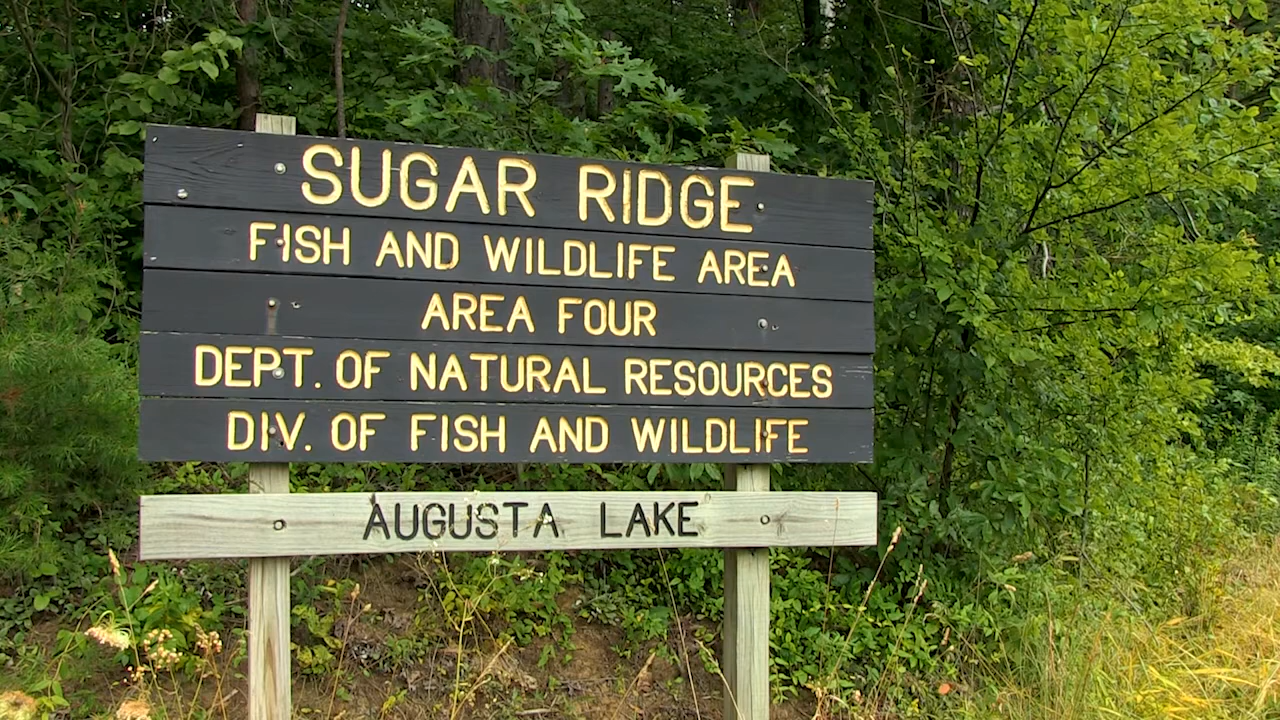 SUGAR RIDGE
FISH AND WILDLIFE AREA
AREA FOUR
DEPT. OF NATURAL RESOURCES
DIV. OF FISH AND WILDLIFE
AUGUSTA LAKE